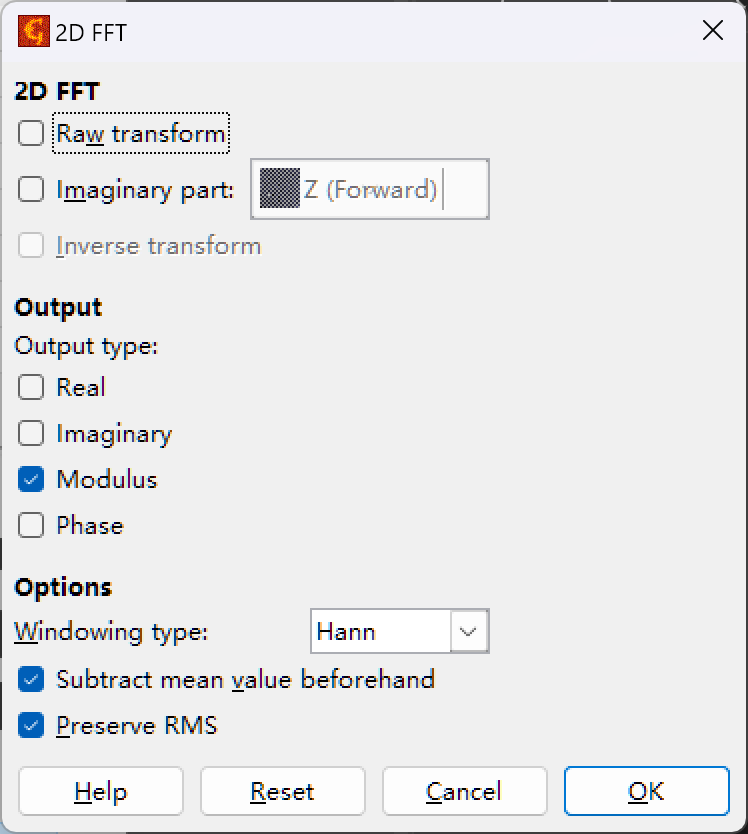 2D FFT
2D FFT
Raw transform
Imaginary part: Z (Forward)
Inverse transform
Output
Output type:
Real
Imaginary
Modulus
Phase
Options
Windowing type: Hann
Subtract mean value beforehand
Preserve RMS
Help Reset Cancel OK